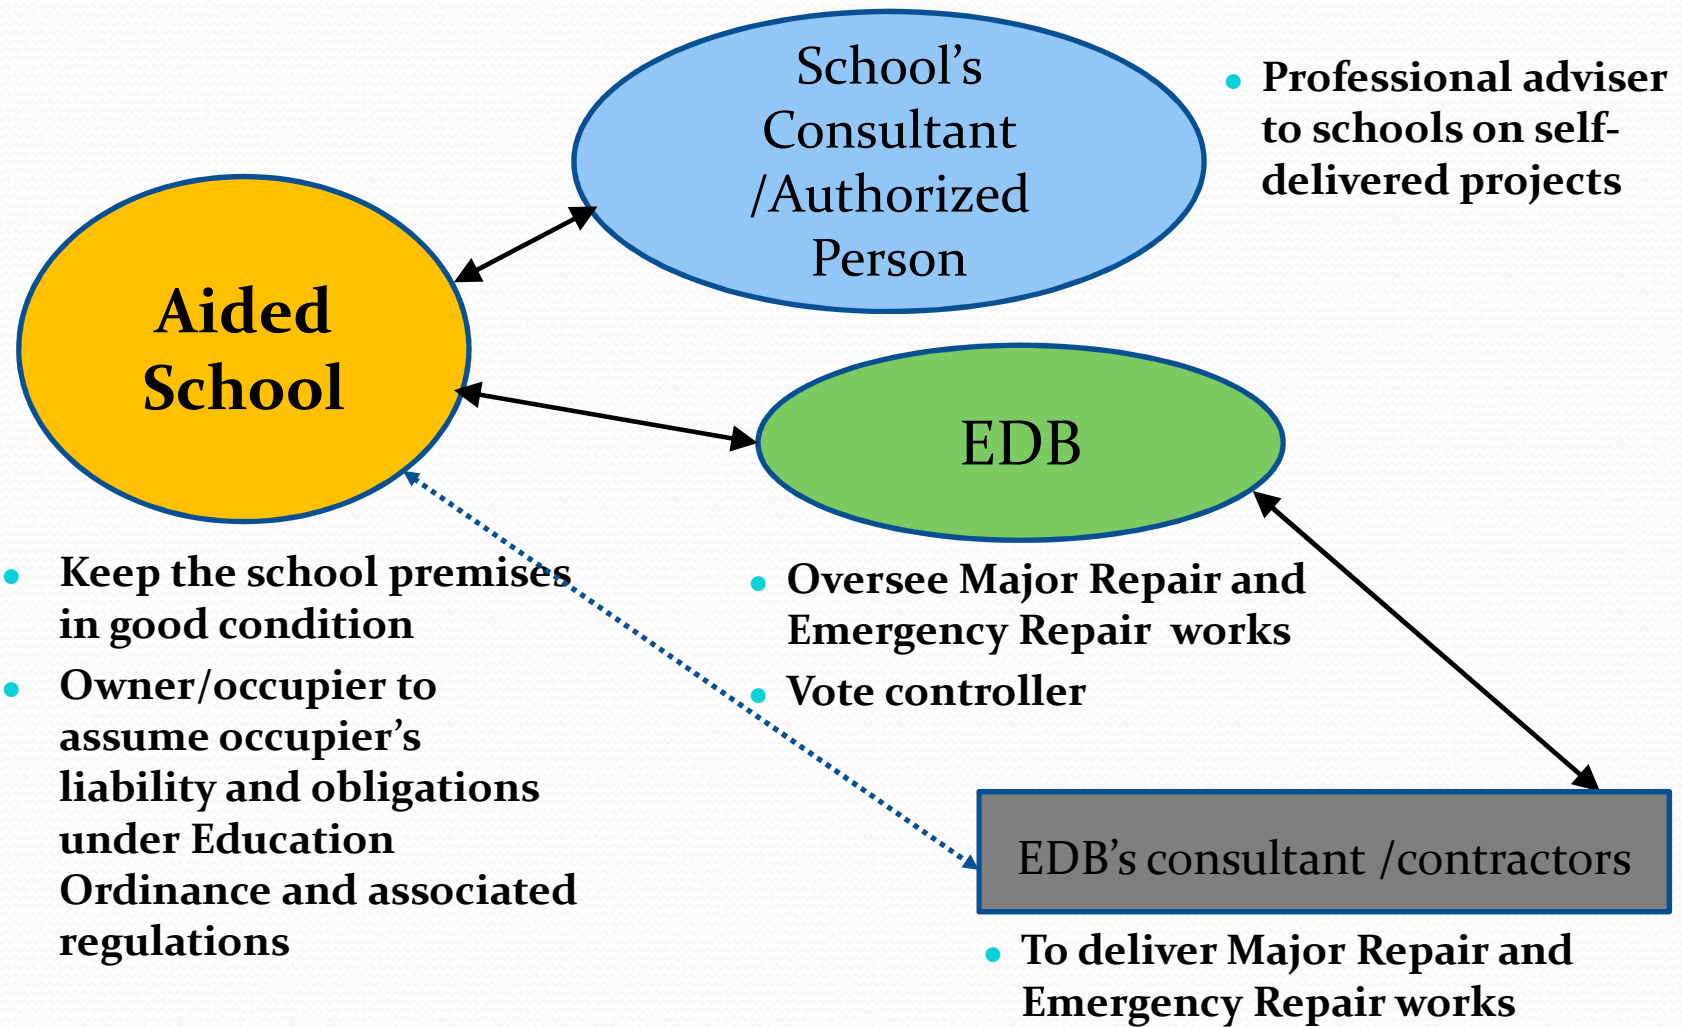 School’s
Consultant
/Authorized
Person
Professional adviser
to schools on self-
delivered projects
Aided
School
EDB
Keep the school premises
in good condition
Owner/occupier to
assume occupier’s
liability and obligations
under Education
Ordinance and associated
regulations
Oversee Major Repair and
Emergency Repair works
Vote controller
EDB’s consultant /contractors
To deliver Major Repair and
Emergency Repair works